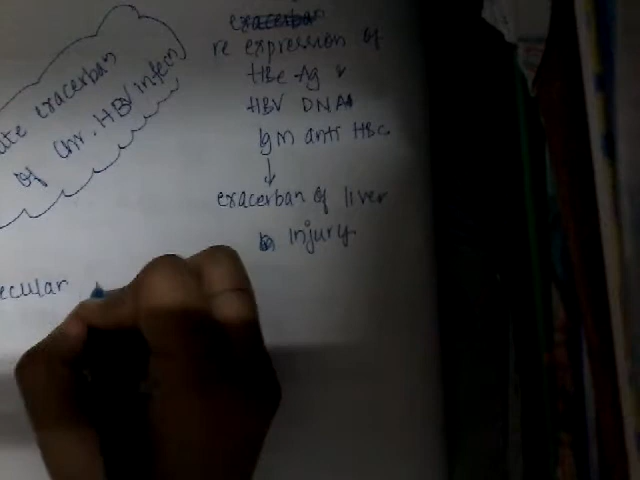 exacerban
re expression of
HBe Ag &
HBV DNA
IgM anti HBC
↓
exacerban of liver
injury
ate exacerban
of Chr. HBV infecn
ecular